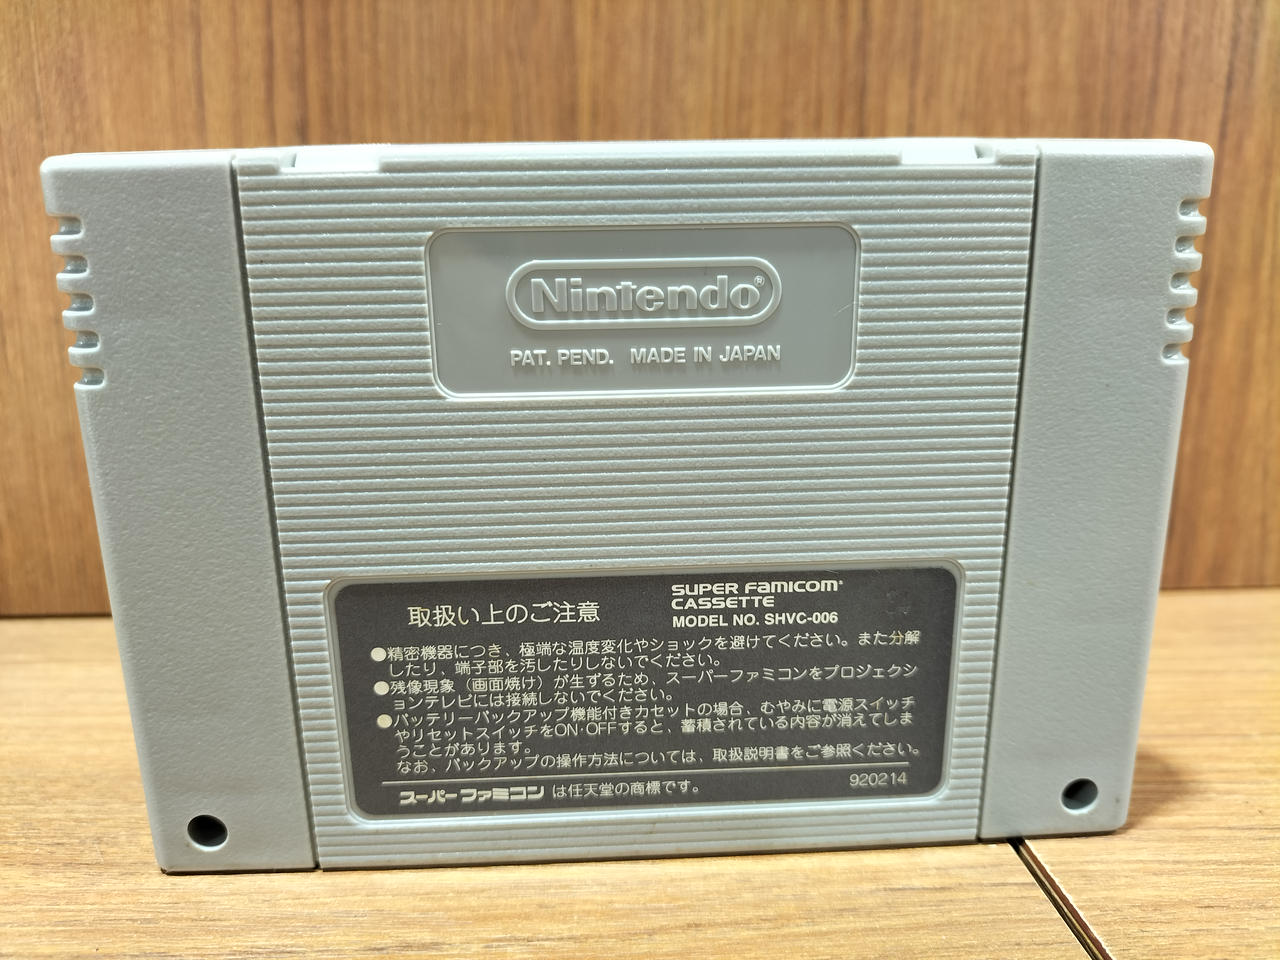 Nintendo®
PAT. PEND. MADE IN JAPAN
取扱い上のご注意
SUPER FAMICOM®
CASSETTE
MODEL NO. SHVC-006
●精密機器につき、極端な温度変化やショックを避けてください。また分解
したり、端子部を汚したりしないでください。
●残像現象（画面焼け）が生ずるため、スーパーファミコンをプロジェクシ
ョンテレビには接続しないでください。
●バッテリーバックアップ機能付きカセットの場合、むやみに電源スイッチ
やリセットスイッチをON·OFFすると、蓄積されている内容が消えてしま
うことがあります。
なお、バックアップの操作方法については、取扱説明書をご参照ください。
スーパーファミコン は任天堂の商標です。
920214